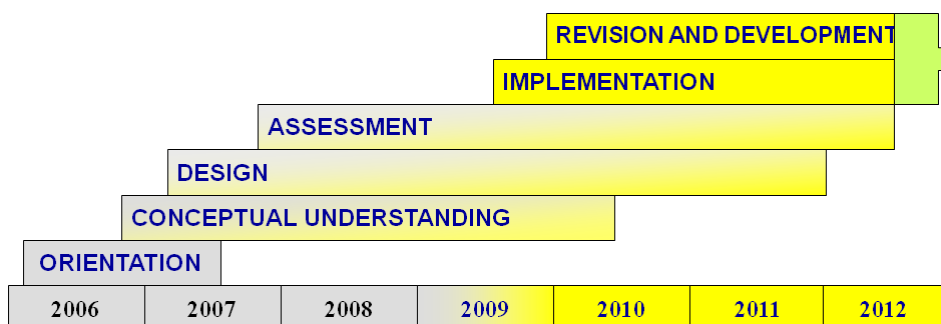 REVISION AND DEVELOPMENT
IMPLEMENTATION
ASSESSMENT
DESIGN
CONCEPTUAL UNDERSTANDING
ORIENTATION
2006 2007 2008 2009 2010 2011 2012